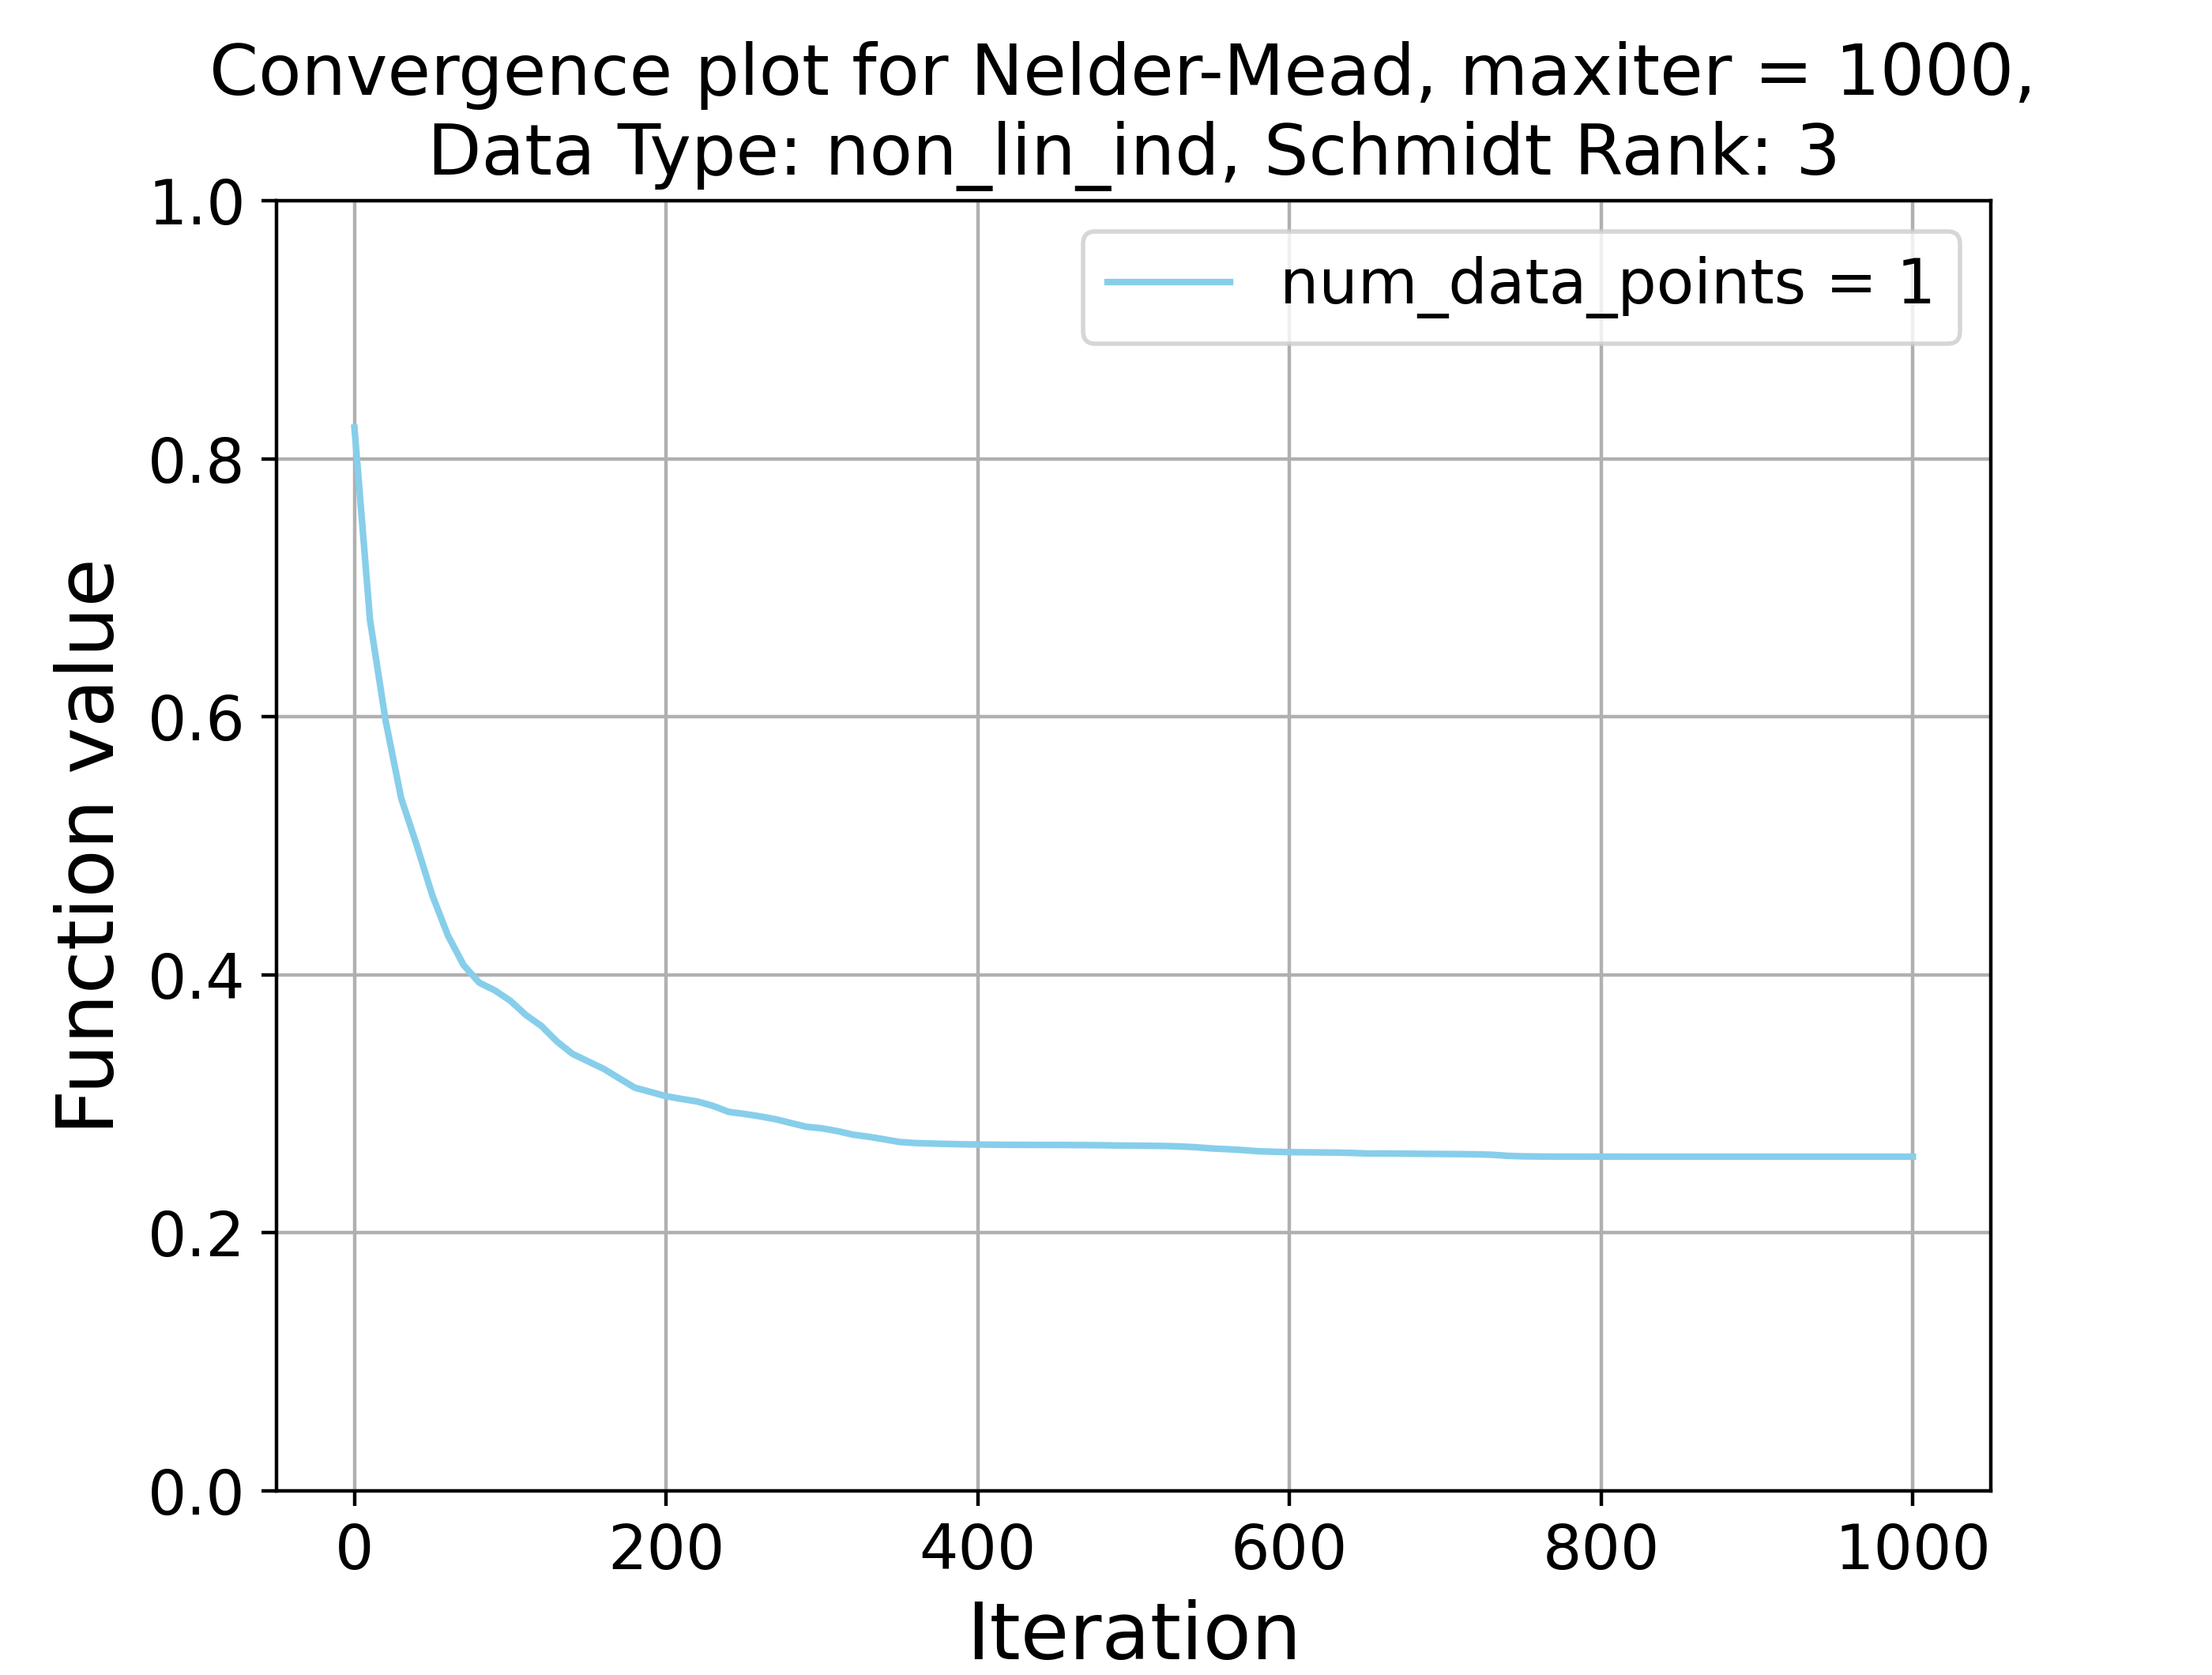 Convergence plot for Nelder-Mead, maxiter = 1000,
Data Type: non_lin_ind, Schmidt Rank: 3
num_data_points = 1
Function value
1.0
0.8
0.6
0.4
0.2
0.0
0 200 400 600 800 1000
Iteration